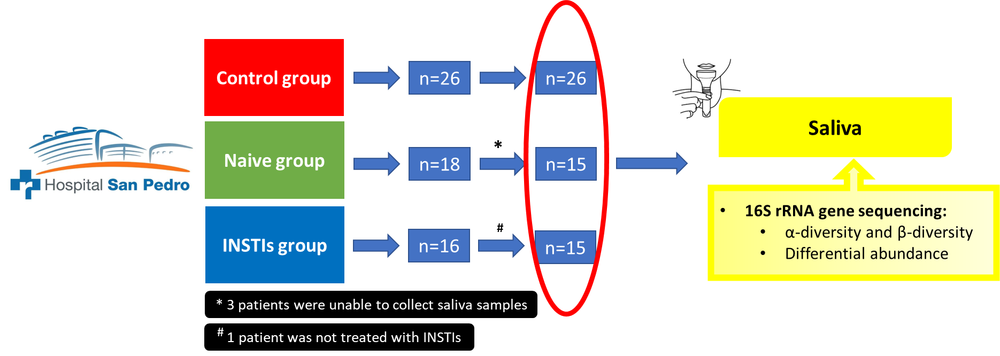 Hospital San Pedro
Control group
n=26
n=26
Naive group
n=18
*
n=15
INSTIs group
n=16
#
n=15
* 3 patients were unable to collect saliva samples
# 1 patient was not treated with INSTIs
Saliva
• 16S rRNA gene sequencing:
• α-diversity and β-diversity
• Differential abundance